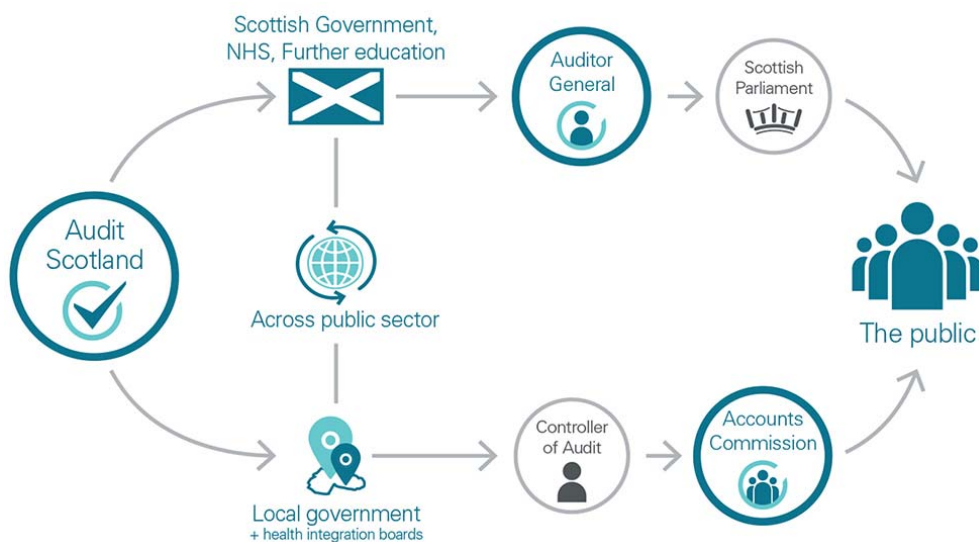 Scottish Government,
NHS, Further education
Auditor
General
Scottish
Parliament
Audit
Scotland
Across public sector
The public
Controller
of Audit
Accounts
Commission
Local government
+ health integration boards